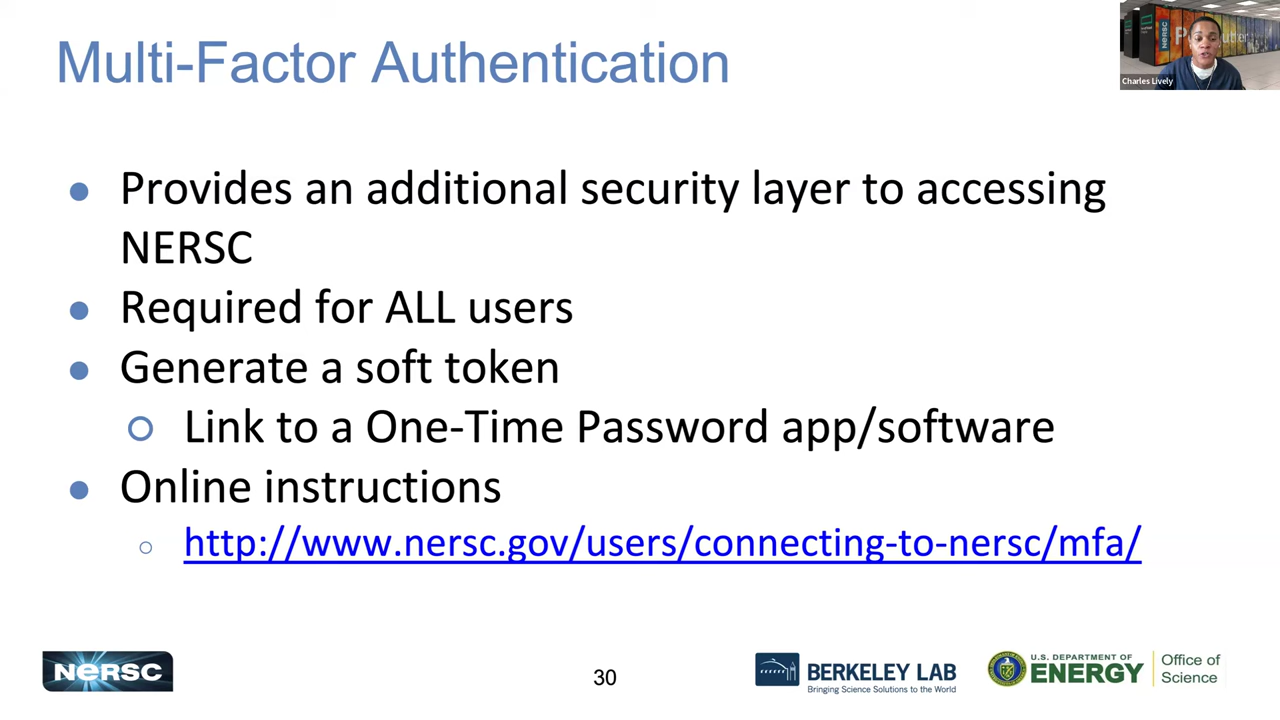 Multi-Factor Authentication
Charles Lively
● Provides an additional security layer to accessing
NERSC
● Required for ALL users
● Generate a soft token
○ Link to a One-Time Password app/software
● Online instructions
○ http://www.nersc.gov/users/connecting-to-nersc/mfa/
NERSC
30
BERKELEY LAB
Bringing Science Solutions to the World
U.S. DEPARTMENT OF
ENERGY
Office of
Science